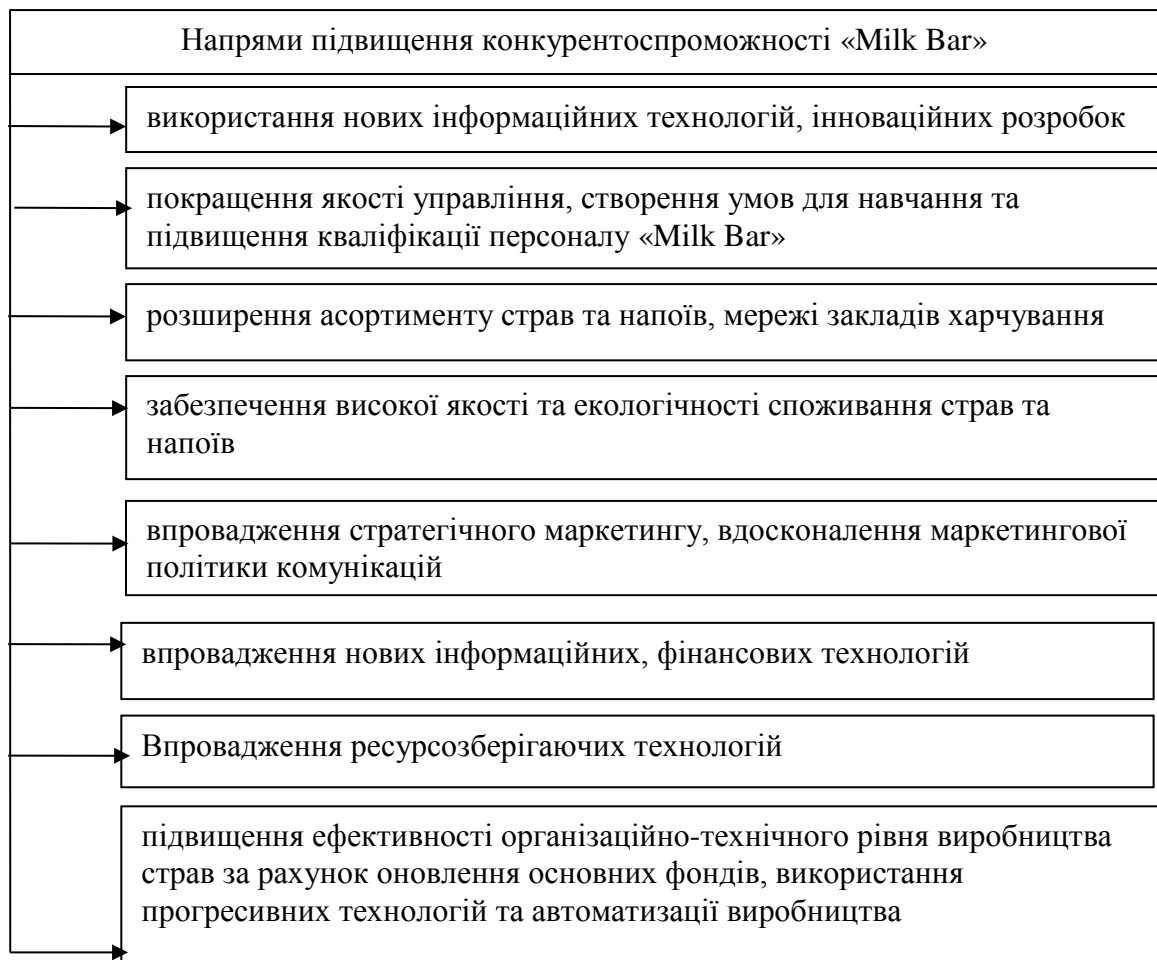 Напрями підвищення конкурентоспроможності «Milk Bar»
використання нових інформаційних технологій, інноваційних розробок
покращення якості управління, створення умов для навчання та
підвищення кваліфікації персоналу «Milk Bar»
розширення асортименту страв та напоїв, мережі закладів харчування
забезпечення високої якості та екологічності споживання страв та
напоїв
впровадження стратегічного маркетингу, вдосконалення маркетингової
політики комунікацій
впровадження нових інформаційних, фінансових технологій
Впровадження ресурсозберігаючих технологій
підвищення ефективності організаційно-технічного рівня виробництва
страв за рахунок оновлення основних фондів, використання
прогресивних технологій та автоматизації виробництва